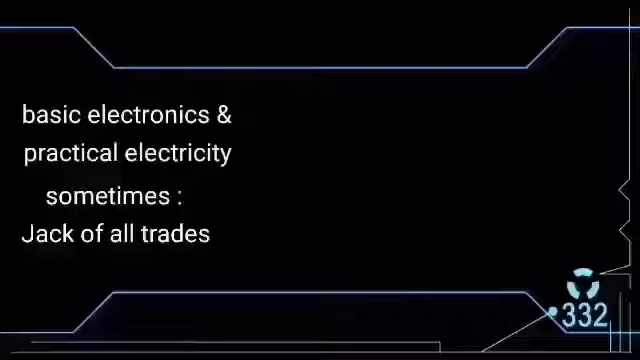 basic electronics &
practical electricity
sometimes :
Jack of all trades
332